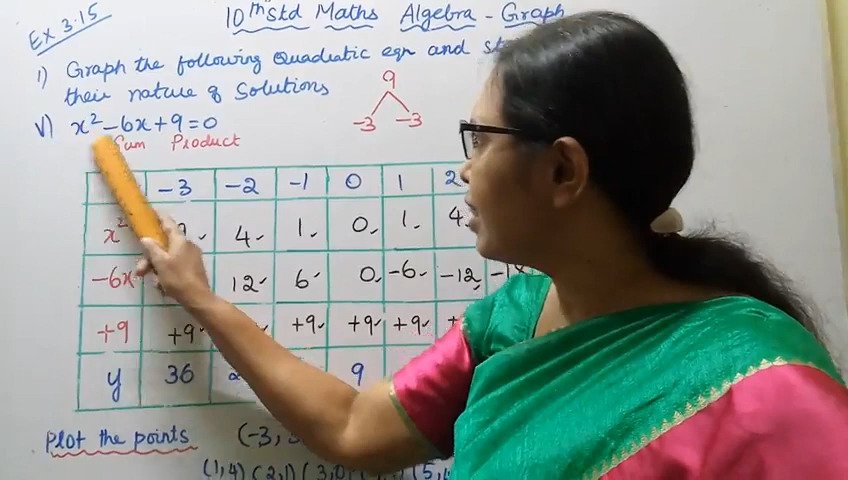 10th Std Maths Algebra - Graph
Ex 3.15
1) Graph the following Quadratic eqn and
their nature of Solutions
V) x² - 6x + 9 = 0
9
-3 -3
Sum Product
-3 -2 -1 0 1 2
x² 4 1 0 1 4
-6x 12 6 0 -6 -12
+9 +9 +9 +9 +9
y 36 9
Plot the points (-3,
(1,4) (2,1) (3,0) (5,